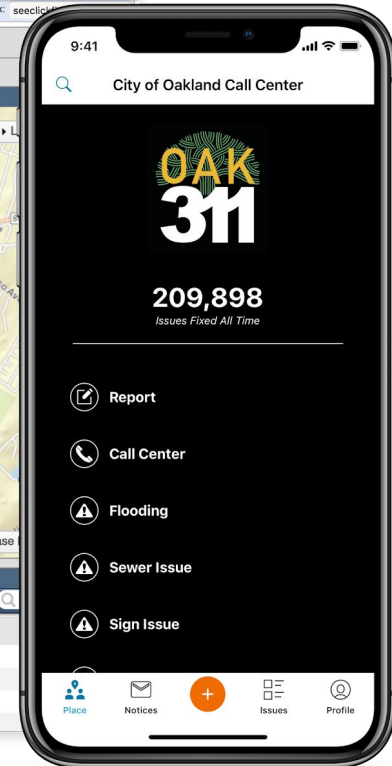 seeclickfi
9:41
City of Oakland Call Center
OAK
311
209,898
Issues Fixed All Time
Report
Call Center
Flooding
Sewer Issue
Sign Issue
Place
Notices
Issues
Profile